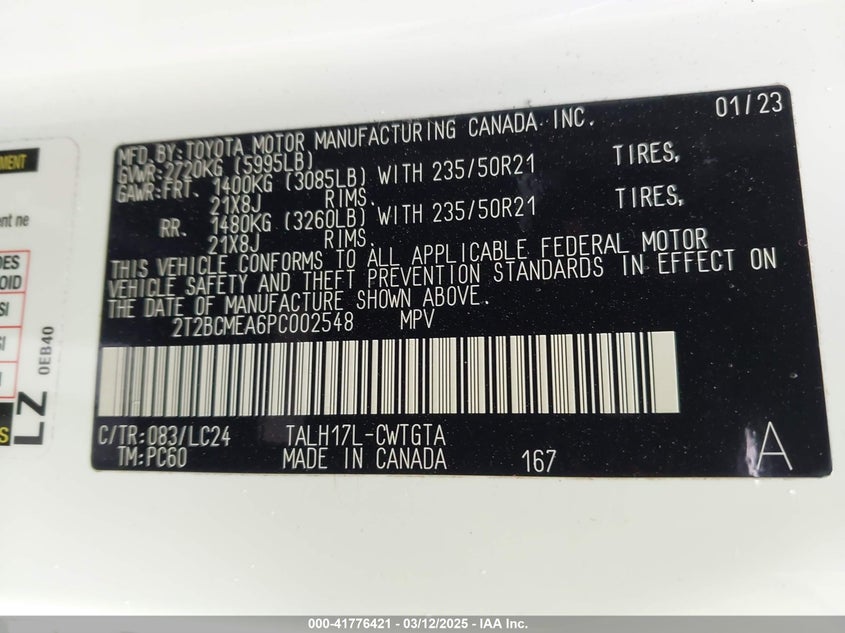 MFD.BY:TOYOTA MOTOR MANUFACTURING CANADA INC. 01/23
GVWR:2720KG (5995LB)
GAWR:FRT. 1400KG (3085LB) WITH 235/50R21 TIRES,
21X8J RIMS.
RR. 1480KG (3260LB) WITH 235/50R21 TIRES,
21X8J RIMS.
THIS VEHICLE CONFORMS TO ALL APPLICABLE FEDERAL MOTOR
VEHICLE SAFETY AND THEFT PREVENTION STANDARDS IN EFFECT ON
THE DATE OF MANUFACTURE SHOWN ABOVE.
2T2BCMEA6PC002548 MPV
C/TR:083/LC24 TALH17L-CWTGTA
TM:PC60 MADE IN CANADA 167 A
LZ
0EB40
000-41776421 - 03/12/2025 - IAA Inc.